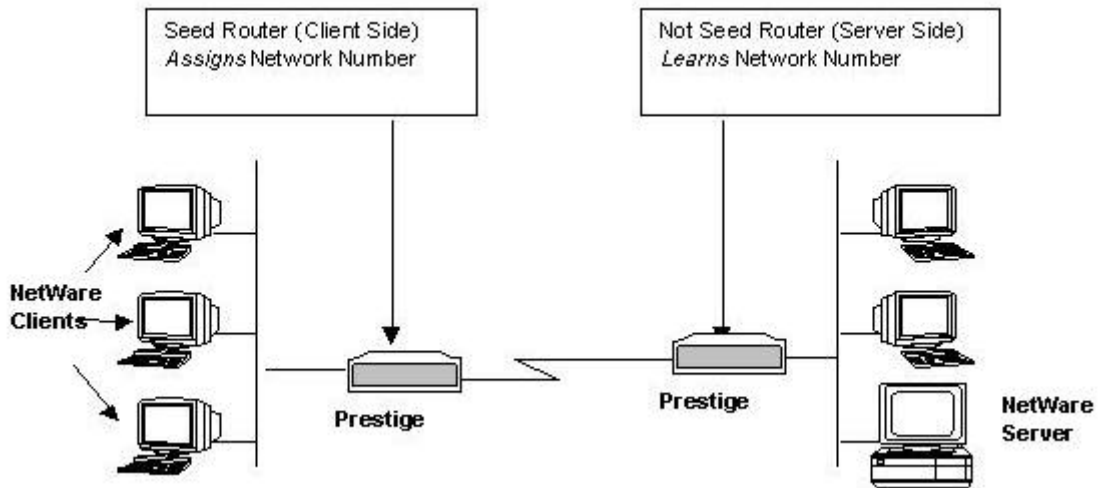 Seed Router (Client Side)
Assigns Network Number
Not Seed Router (Server Side)
Learns Network Number
NetWare
Clients
Prestige
Prestige
NetWare
Server